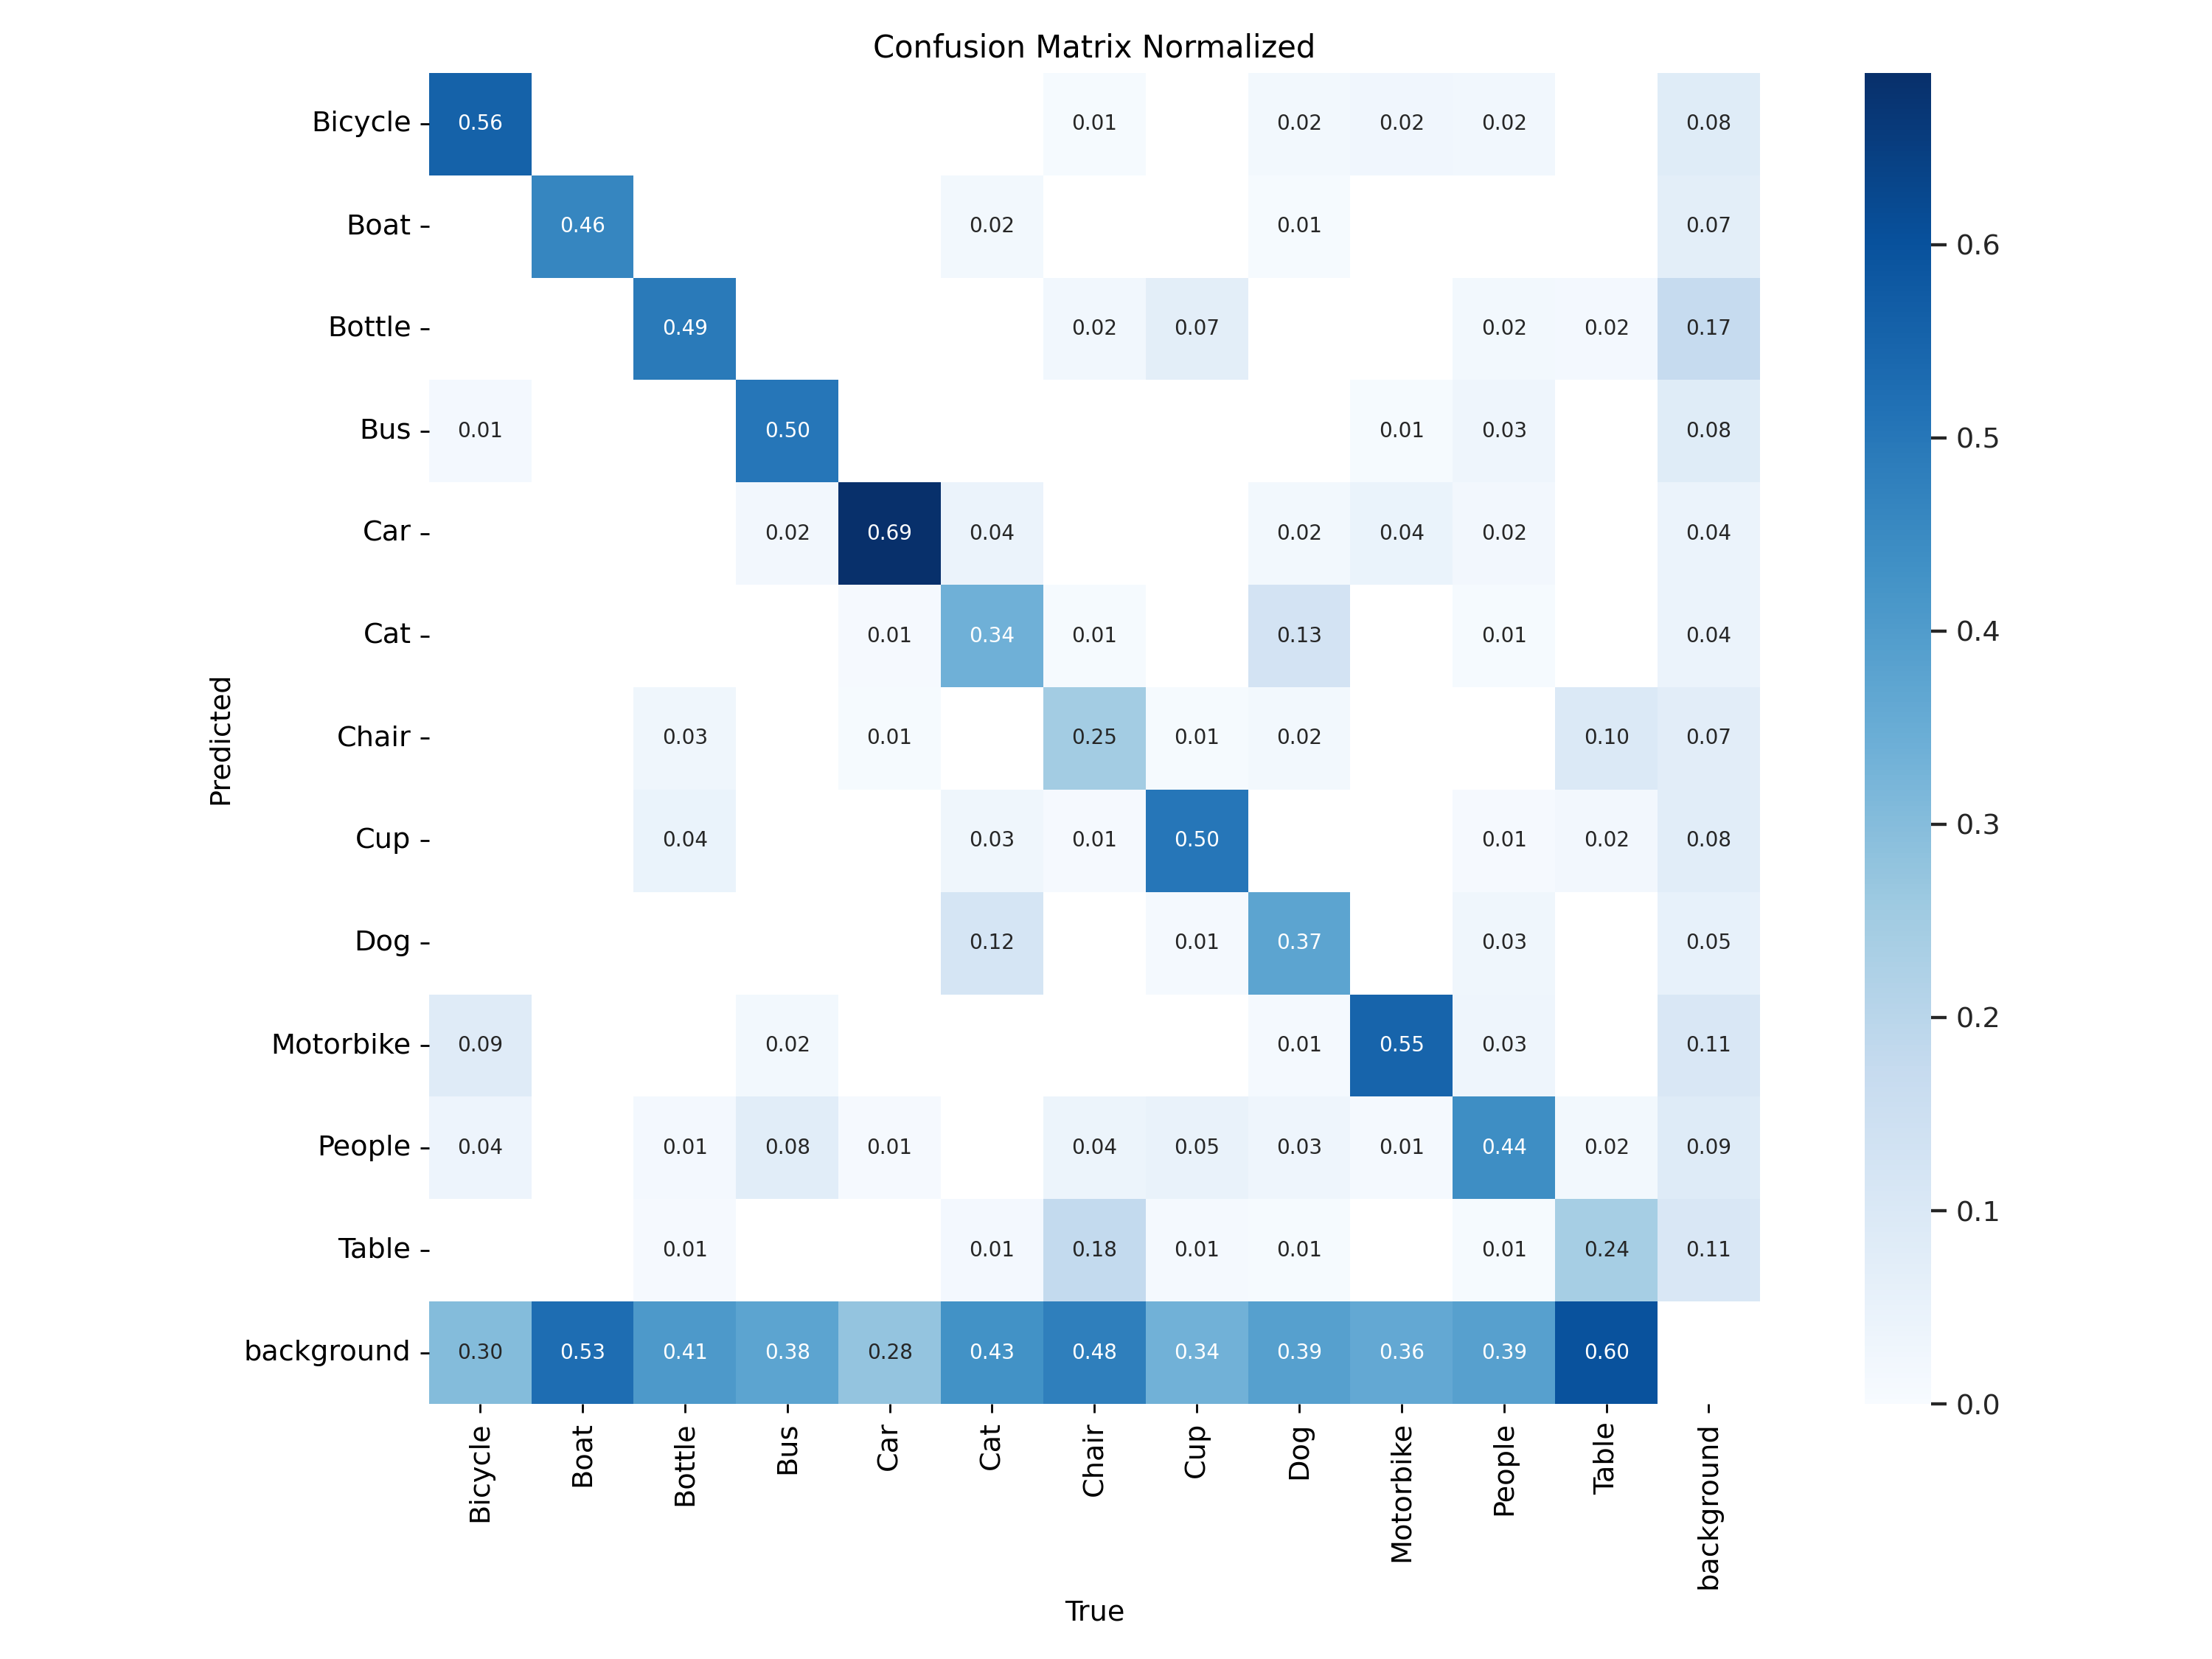 Confusion Matrix Normalized
Bicycle 0.56 0.01 0.02 0.02 0.02 0.08
Boat 0.46 0.02 0.01 0.07
Bottle 0.49 0.02 0.07 0.02 0.02 0.17
Bus 0.01 0.50 0.01 0.03 0.08
Car 0.02 0.69 0.04 0.02 0.04 0.02 0.04
Cat 0.01 0.34 0.01 0.13 0.01 0.04
Chair 0.03 0.01 0.25 0.01 0.02 0.10 0.07
Cup 0.04 0.03 0.01 0.50 0.01 0.02 0.08
Dog 0.12 0.01 0.37 0.03 0.05
Motorbike 0.09 0.02 0.01 0.55 0.03 0.11
People 0.04 0.01 0.08 0.01 0.04 0.05 0.03 0.01 0.44 0.02 0.09
Table 0.01 0.01 0.18 0.01 0.01 0.01 0.24 0.11
background 0.30 0.53 0.41 0.38 0.28 0.43 0.48 0.34 0.39 0.36 0.39 0.60
Predicted
Bicycle Boat Bottle Bus Car Cat Chair Cup Dog Motorbike People Table background
True
0.6
0.5
0.4
0.3
0.2
0.1
0.0